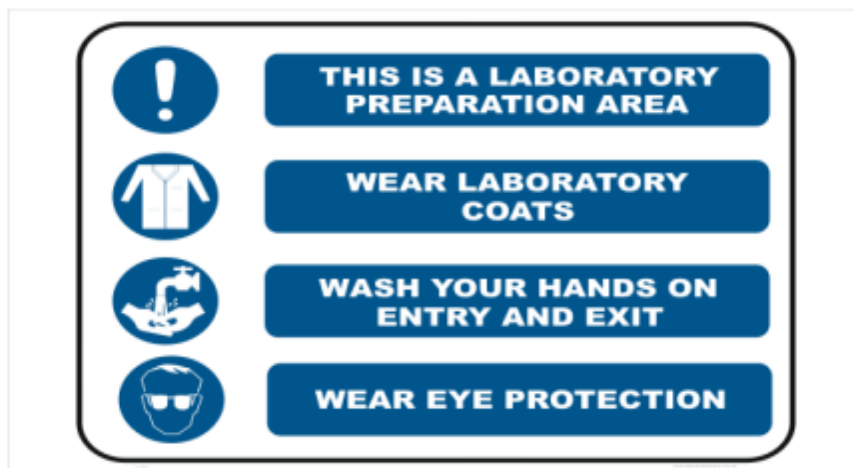 THIS IS A LABORATORY
PREPARATION AREA
WEAR LABORATORY
COATS
WASH YOUR HANDS ON
ENTRY AND EXIT
WEAR EYE PROTECTION